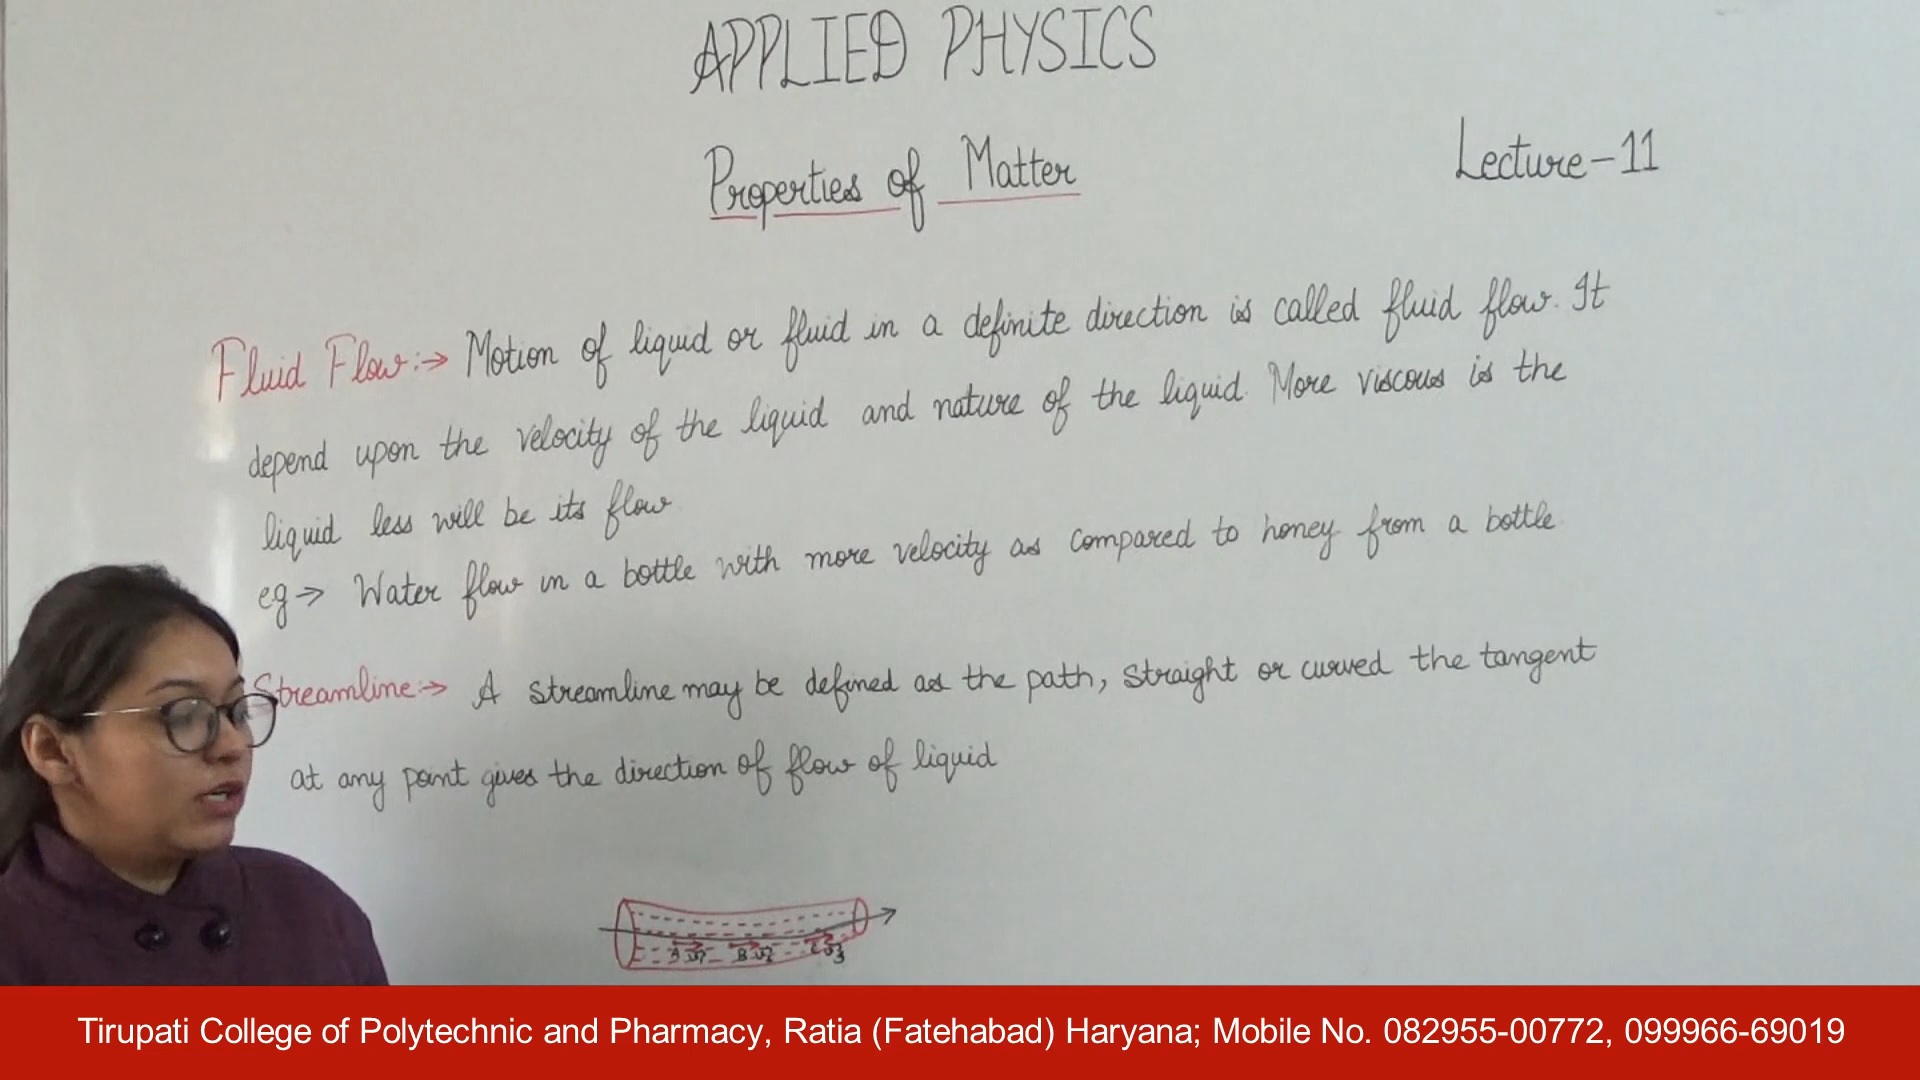 APPLIED PHYSICS
Properties of Matter
Lecture-11
Fluid Flow:→ Motion of liquid or fluid in a definite direction is called fluid flow. It
depend upon the velocity of the liquid and nature of the liquid. More viscous is the
liquid less will be its flow
eg→ Water flow in a bottle with more velocity as compared to honey from a bottle
Streamline:→ A streamline may be defined as the path, straight or curved the tangent
at any point gives the direction of flow of liquid
A B C
Tirupati College of Polytechnic and Pharmacy, Ratia (Fatehabad) Haryana; Mobile No. 082955-00772, 099966-69019